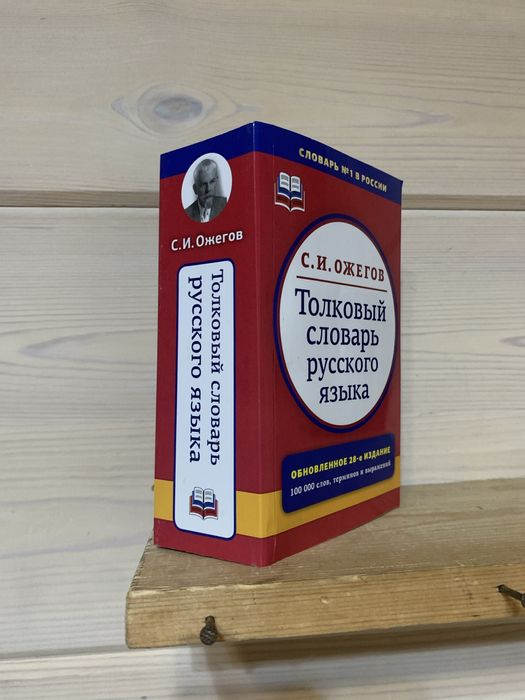 С.И. Ожегов
Толковый словарь
русского языка
СЛОВАРЬ №1 В РОССИИ
С.И.ОЖЕГОВ
Толковый
словарь
русского
языка
ОБНОВЛЕННОЕ 28-е ИЗДАНИЕ
100 000 слов, терминов и выражений